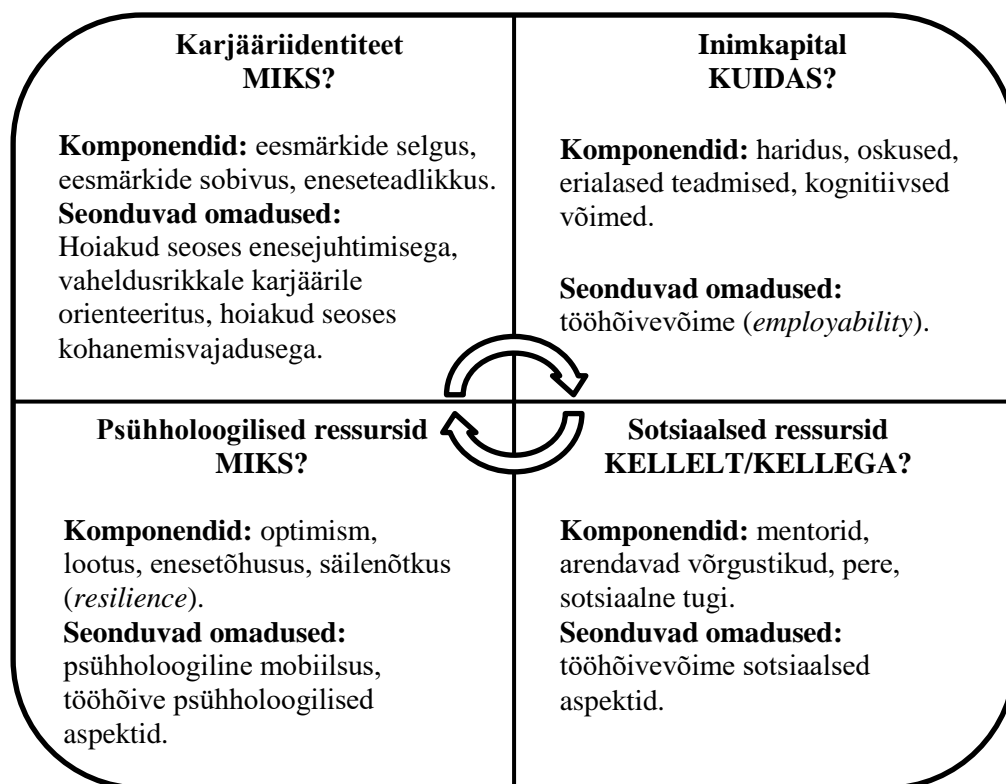 Karjääriidentiteet
MIKS?
Komponendid: eesmärkide selgus,
eesmärkide sobivus, eneseteadlikkus.
Seonduvad omadused:
Hoiakud seoses enesejuhtimisega,
vaheldusrikkale karjäärile
orienteeritus, hoiakud seoses
kohanemisvajadusega.
Inimkapital
KUIDAS?
Komponendid: haridus, oskused,
erialased teadmised, kognitiivsed
võimed.
Seonduvad omadused:
tööhõivevõime (employability).
Psühholoogilised ressursid
MIKS?
Komponendid: optimism,
lootus, enesetõhusus, säilenõtkus
(resilience).
Seonduvad omadused:
psühholoogiline mobiilsus,
tööhõive psühholoogilised
aspektid.
Sotsiaalsed ressursid
KELLELT/KELLEGA?
Komponendid: mentorid,
arendavad võrgustikud, pere,
sotsiaalne tugi.
Seonduvad omadused:
tööhõivevõime sotsiaalsed
aspektid.